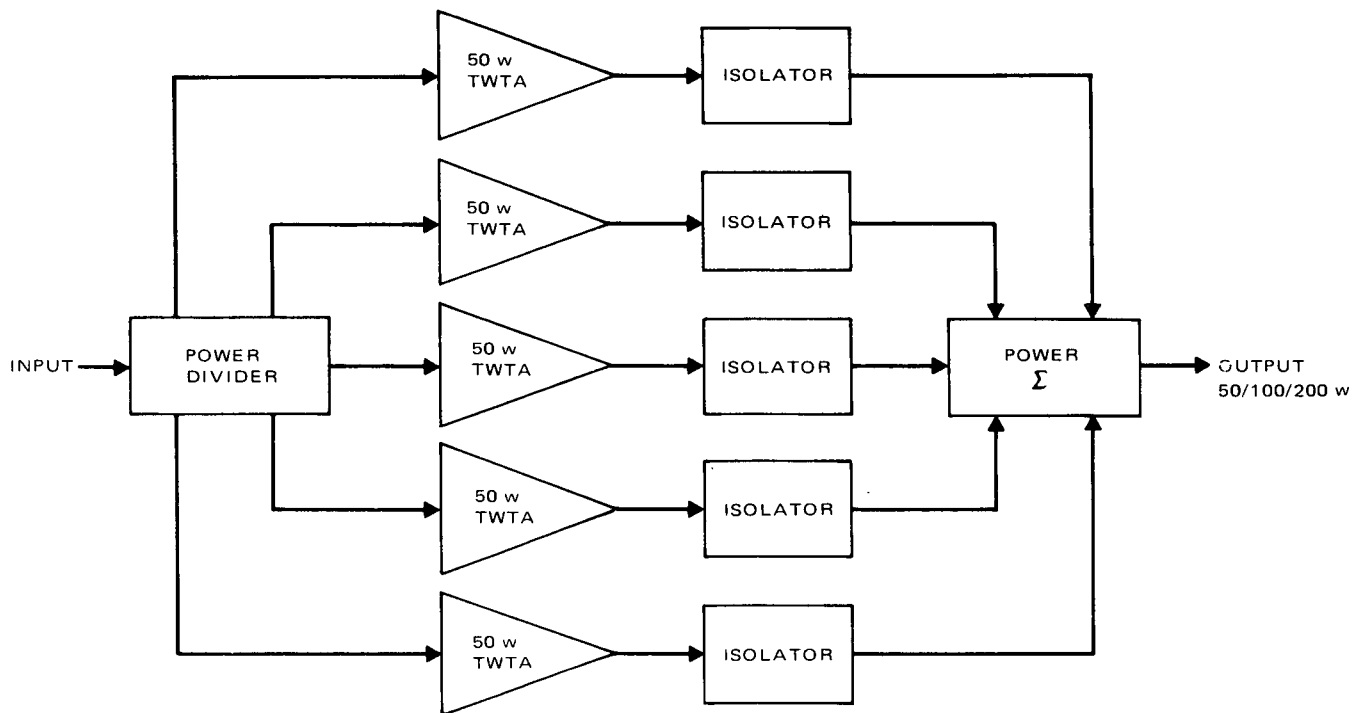 50 w
TWTA
ISOLATOR
50 w
TWTA
ISOLATOR
INPUT
POWER
DIVIDER
50 w
TWTA
ISOLATOR
POWER
Σ
OUTPUT
50/100/200 w
50 w
TWTA
ISOLATOR
50 w
TWTA
ISOLATOR